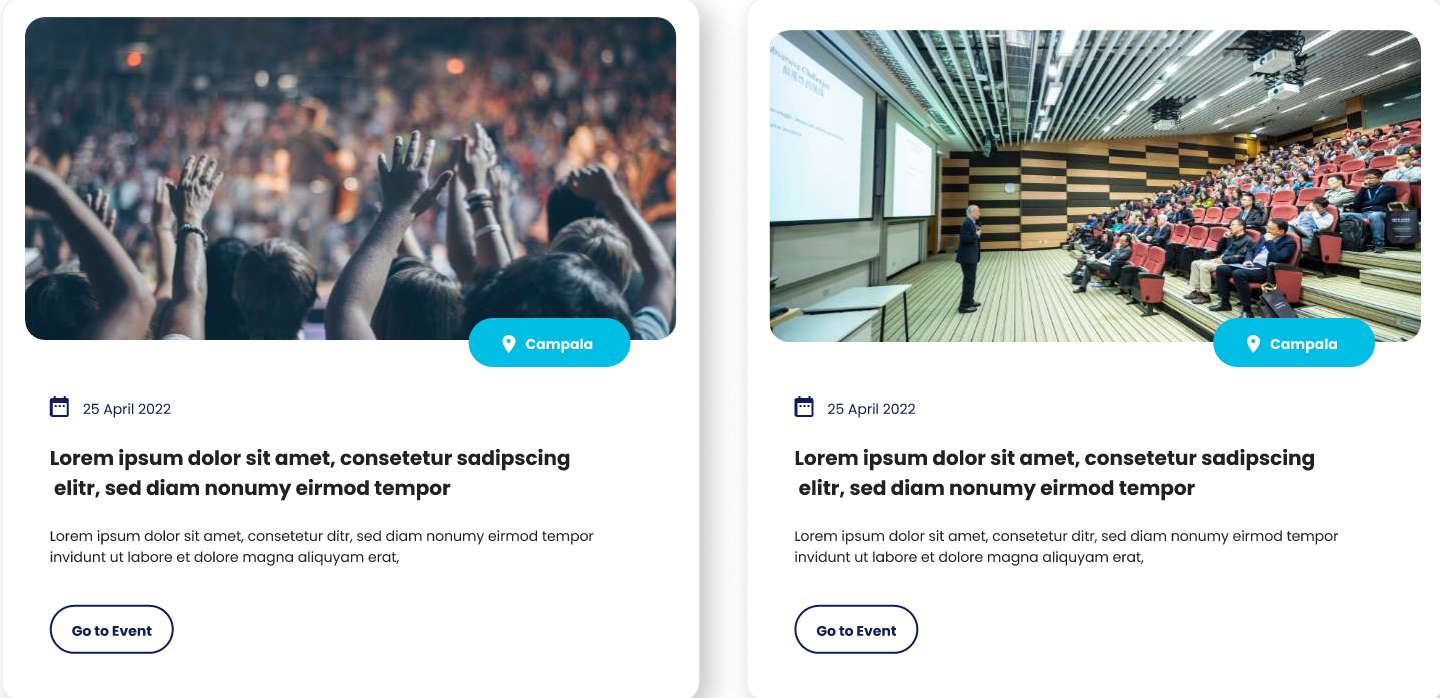 Campala
25 April 2022
Lorem ipsum dolor sit amet, consetetur sadipscing
elitr, sed diam nonumy eirmod tempor
Lorem ipsum dolor sit amet, consetetur ditr, sed diam nonumy eirmod tempor
invidunt ut labore et dolore magna aliquyam erat,
Go to Event
Campala
25 April 2022
Lorem ipsum dolor sit amet, consetetur sadipscing
elitr, sed diam nonumy eirmod tempor
Lorem ipsum dolor sit amet, consetetur ditr, sed diam nonumy eirmod tempor
invidunt ut labore et dolore magna aliquyam erat,
Go to Event